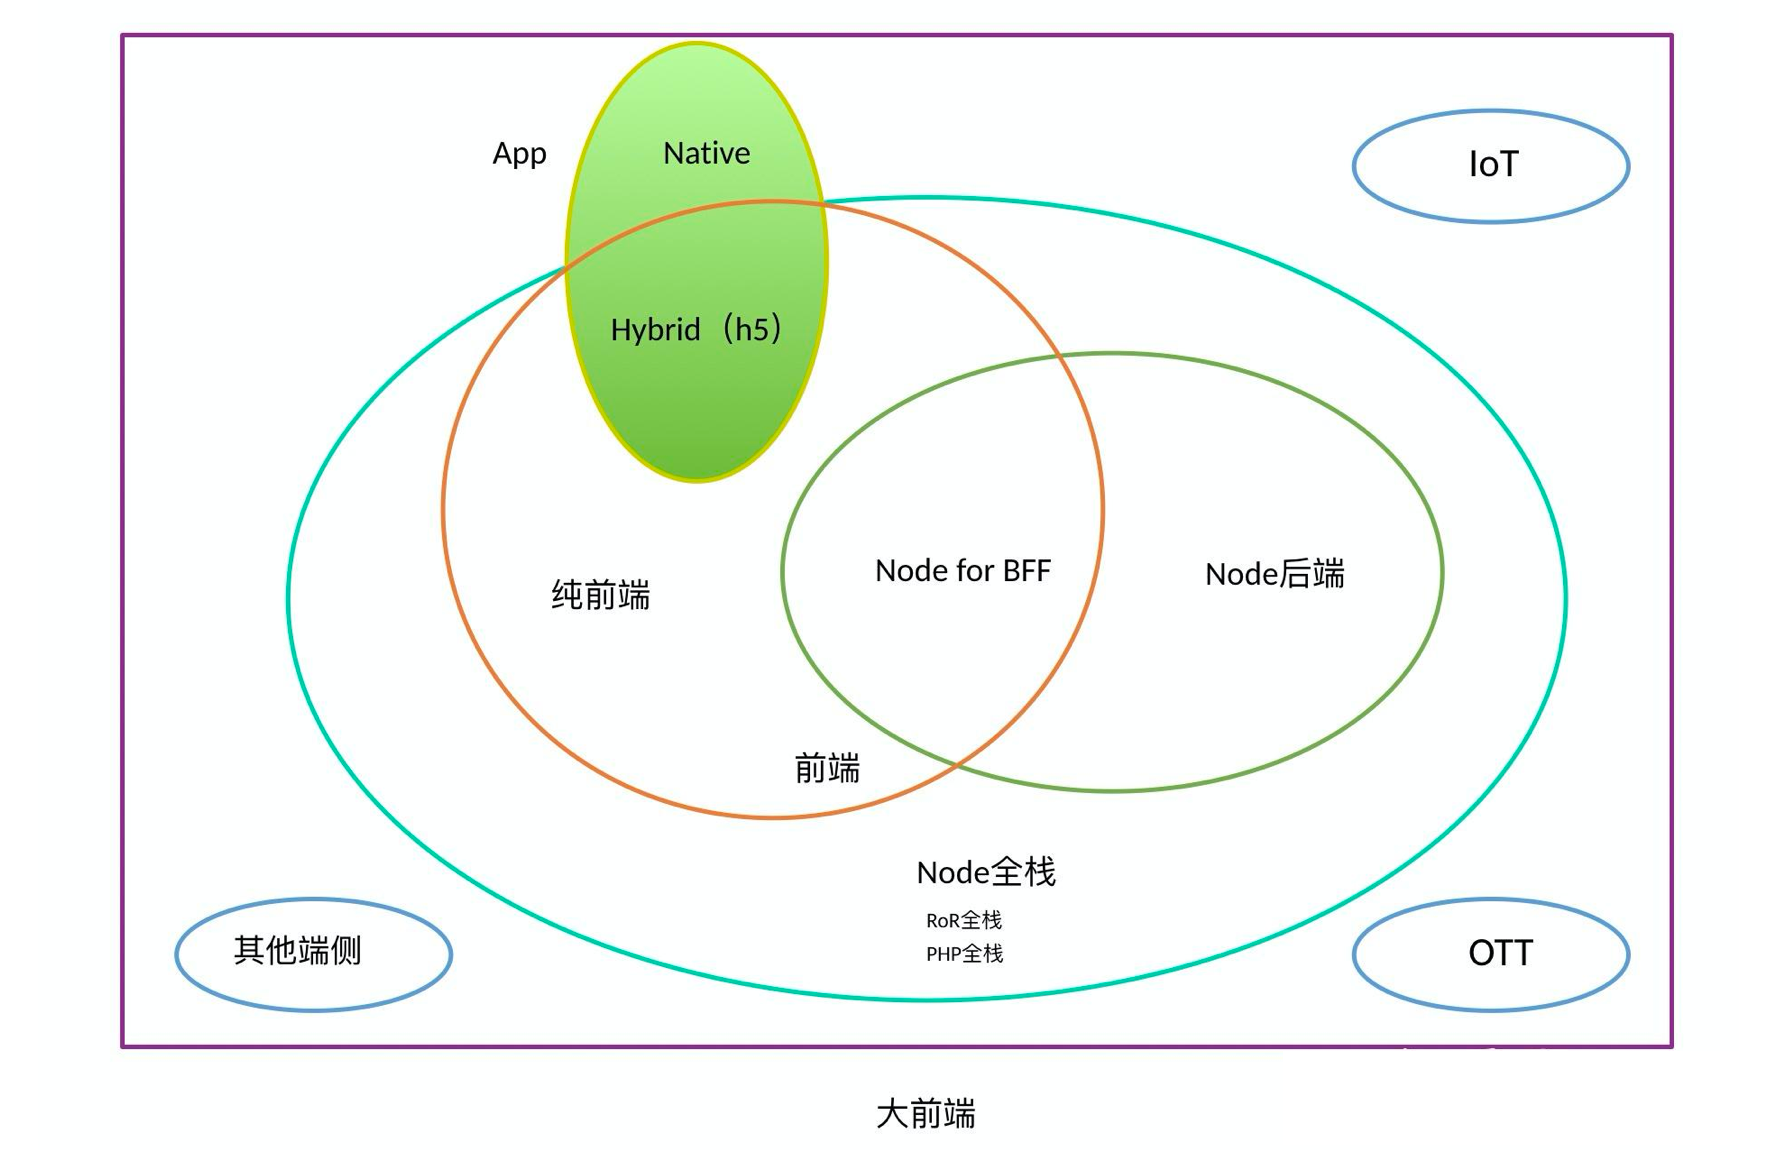 App
Native
IoT
Hybrid（h5）
Node for BFF
Node后端
纯前端
前端
Node全栈
RoR全栈
PHP全栈
其他端侧
OTT
大前端